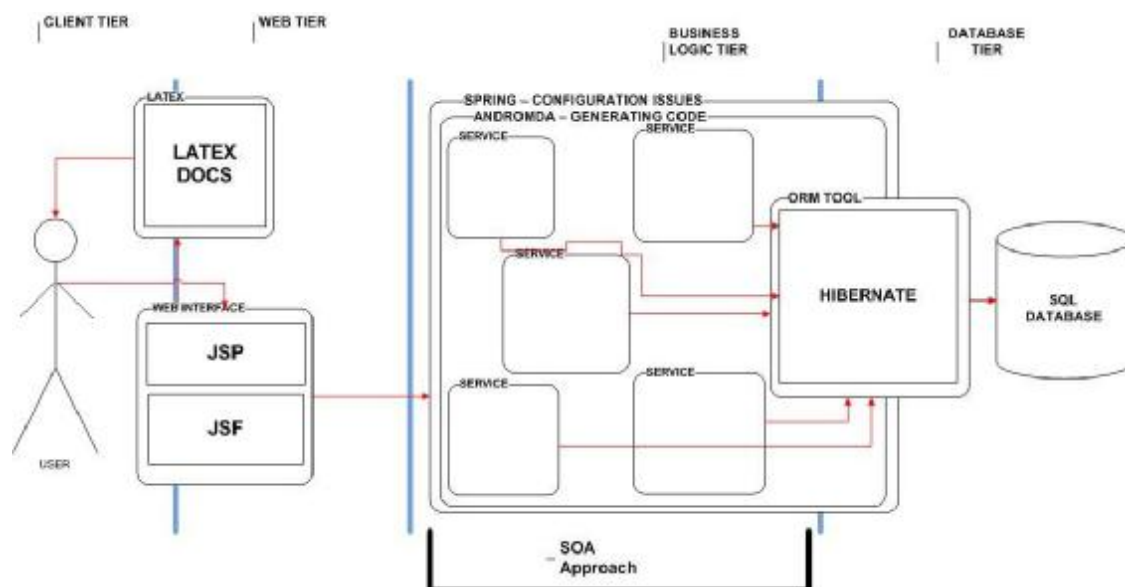 CLIENT TIER
WEB TIER
BUSINESS
LOGIC TIER
DATABASE
TIER
LATEX
LATEX
DOCS
SPRING – CONFIGURATION ISSUES
ANDROMDA – GENERATING CODE
SERVICE
SERVICE
ORIM TOOL
SERVICE
HIBERNATE
SQL
DATABASE
WEB INTERFACE
JSP
JSF
SERVICE
SERVICE
USER
– SOA
Approach